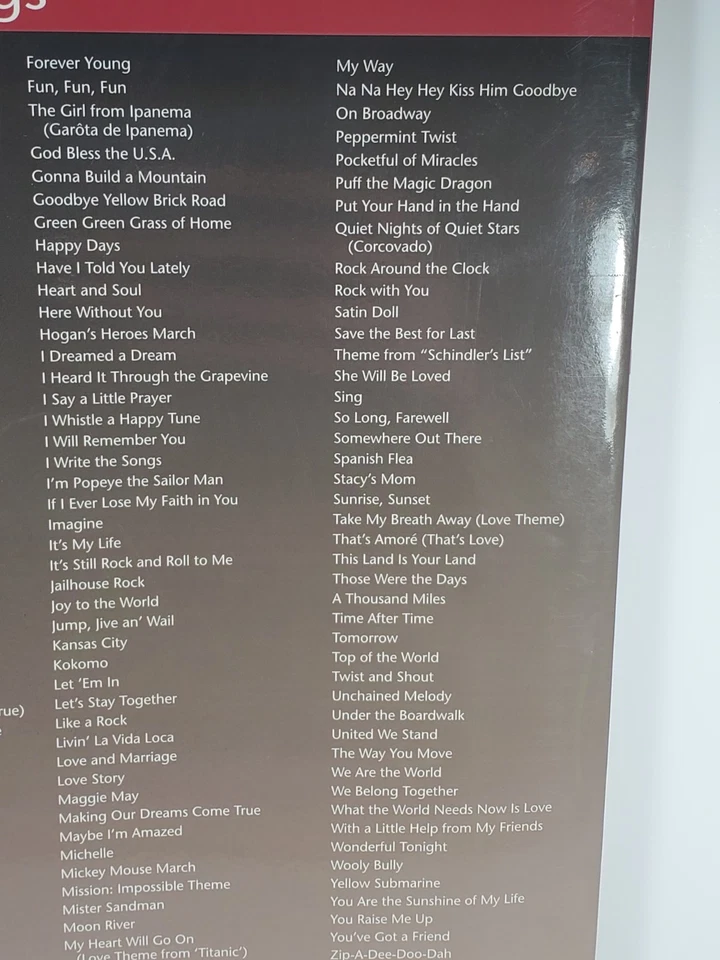 gs
Forever Young
Fun, Fun, Fun
The Girl from Ipanema
(Garôta de Ipanema)
God Bless the U.S.A.
Gonna Build a Mountain
Goodbye Yellow Brick Road
Green Green Grass of Home
Happy Days
Have I Told You Lately
Heart and Soul
Here Without You
Hogan's Heroes March
I Dreamed a Dream
I Heard It Through the Grapevine
I Say a Little Prayer
I Whistle a Happy Tune
I Will Remember You
I Write the Songs
I'm Popeye the Sailor Man
If I Ever Lose My Faith in You
Imagine
It's My Life
It's Still Rock and Roll to Me
Jailhouse Rock
Joy to the World
Jump, Jive an' Wail
Kansas City
Kokomo
Let 'Em In
Let's Stay Together
Like a Rock
Livin' La Vida Loca
Love and Marriage
Love Story
Maggie May
Making Our Dreams Come True
Maybe I'm Amazed
Michelle
Mickey Mouse March
Mission: Impossible Theme
Mister Sandman
Moon River
My Heart Will Go On
(Love Theme from 'Titanic')
My Way
Na Na Hey Hey Kiss Him Goodbye
On Broadway
Peppermint Twist
Pocketful of Miracles
Puff the Magic Dragon
Put Your Hand in the Hand
Quiet Nights of Quiet Stars
(Corcovado)
Rock Around the Clock
Rock with You
Satin Doll
Save the Best for Last
Theme from "Schindler's List"
She Will Be Loved
Sing
So Long, Farewell
Somewhere Out There
Spanish Flea
Stacy's Mom
Sunrise, Sunset
Take My Breath Away (Love Theme)
That's Amoré (That's Love)
This Land Is Your Land
Those Were the Days
A Thousand Miles
Time After Time
Tomorrow
Top of the World
Twist and Shout
Unchained Melody
Under the Boardwalk
United We Stand
The Way You Move
We Are the World
We Belong Together
What the World Needs Now Is Love
With a Little Help from My Friends
Wonderful Tonight
Wooly Bully
Yellow Submarine
You Are the Sunshine of My Life
You Raise Me Up
You've Got a Friend
Zip-A-Dee-Doo-Dah